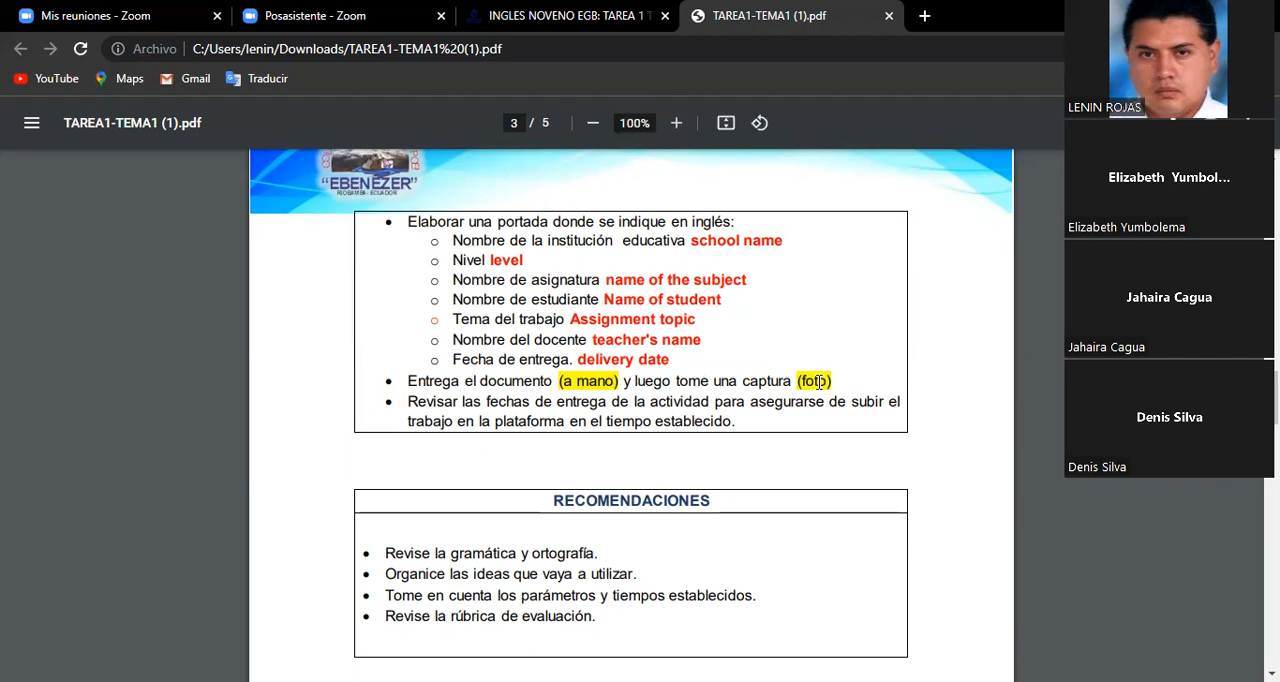 Mis reuniones - Zoom
Posasistente - Zoom
INGLES NOVENO EGB: TAREA 1 T
TAREA1-TEMA1 (1).pdf
Archivo
C:/Users/lenin/Downloads/TAREA1-TEMA1%20(1).pdf
YouTube
Maps
Gmail
Traducir
TAREA1-TEMA1 (1).pdf
3 / 5
100%
"EBENEZER"
RIOBAMBA - ECUADOR
• Elaborar una portada donde se indique en inglés:
o Nombre de la institución educativa school name
o Nivel level
o Nombre de asignatura name of the subject
o Nombre de estudiante Name of student
o Tema del trabajo Assignment topic
o Nombre del docente teacher's name
o Fecha de entrega. delivery date
• Entrega el documento (a mano) y luego tome una captura (foto)
• Revisar las fechas de entrega de la actividad para asegurarse de subir el
trabajo en la plataforma en el tiempo establecido.
RECOMENDACIONES
• Revise la gramática y ortografía.
• Organice las ideas que vaya a utilizar.
• Tome en cuenta los parámetros y tiempos establecidos.
• Revise la rúbrica de evaluación.
LENIN ROJAS
Elizabeth Yumbol...
Elizabeth Yumbolema
Jahaira Cagua
Jahaira Cagua
Denis Silva
Denis Silva